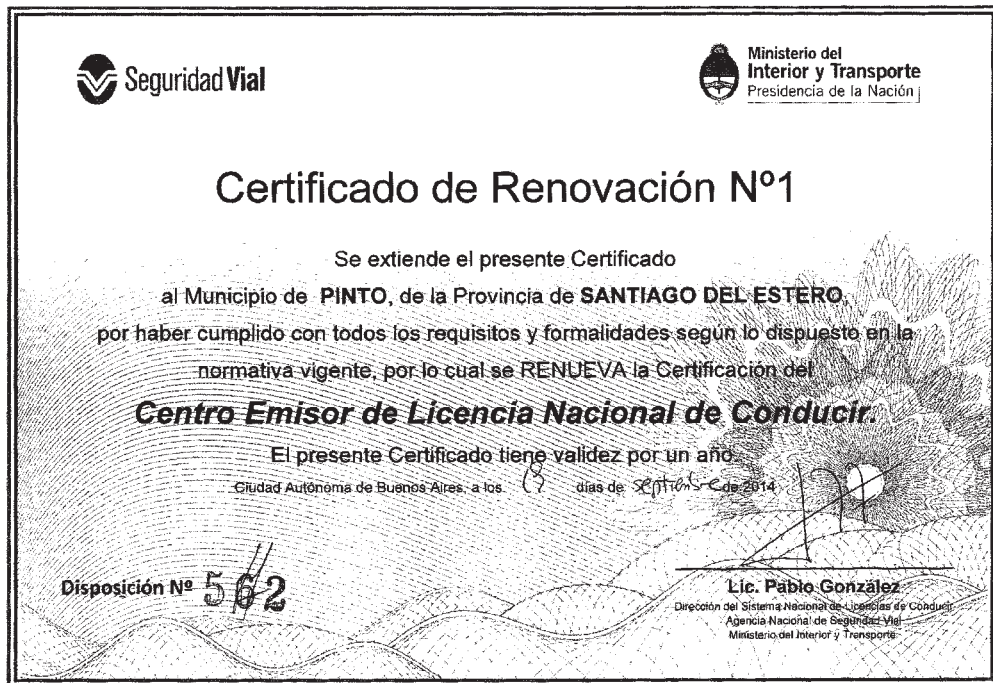 Seguridad Vial
Ministerio del
Interior y Transporte
Presidencia de la Nación
Certificado de Renovación Nº1
Se extiende el presente Certificado
al Municipio de PINTO, de la Provincia de SANTIAGO DEL ESTERO,
por haber cumplido con todos los requisitos y formalidades según lo dispuesto en la
normativa vigente, por lo cual se RENUEVA la Certificación del
Centro Emisor de Licencia Nacional de Conducir.
El presente Certificado tiene validez por un año.
Ciudad Autónoma de Buenos Aires, a los días de septiembre de 2014
Disposición Nº 562
Lic. Pablo González
Dirección del Sistema Nacional de Licencias de Conducir
Agencia Nacional de Seguridad Vial
Ministerio del Interior y Transporte